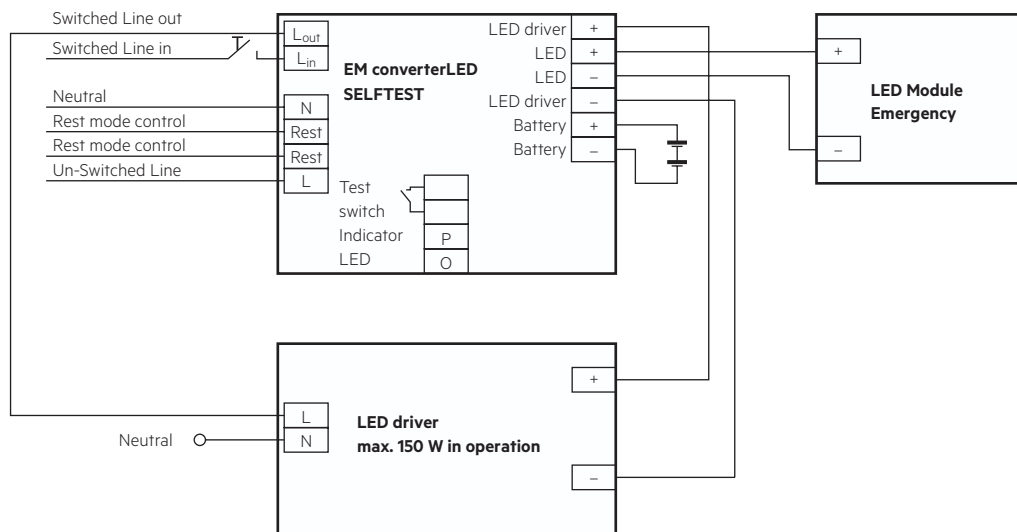 Switched Line out
Switched Line in
Neutral
Rest mode control
Rest mode control
Un-Switched Line
Lout
Lin
N
Rest
Rest
L
EM converterLED
SELFTEST
Test
switch
Indicator
LED
P
O
LED driver +
LED +
LED –
LED driver –
Battery +
Battery –
+
–
LED Module
Emergency
Neutral
L
N
LED driver
max. 150 W in operation
+
–